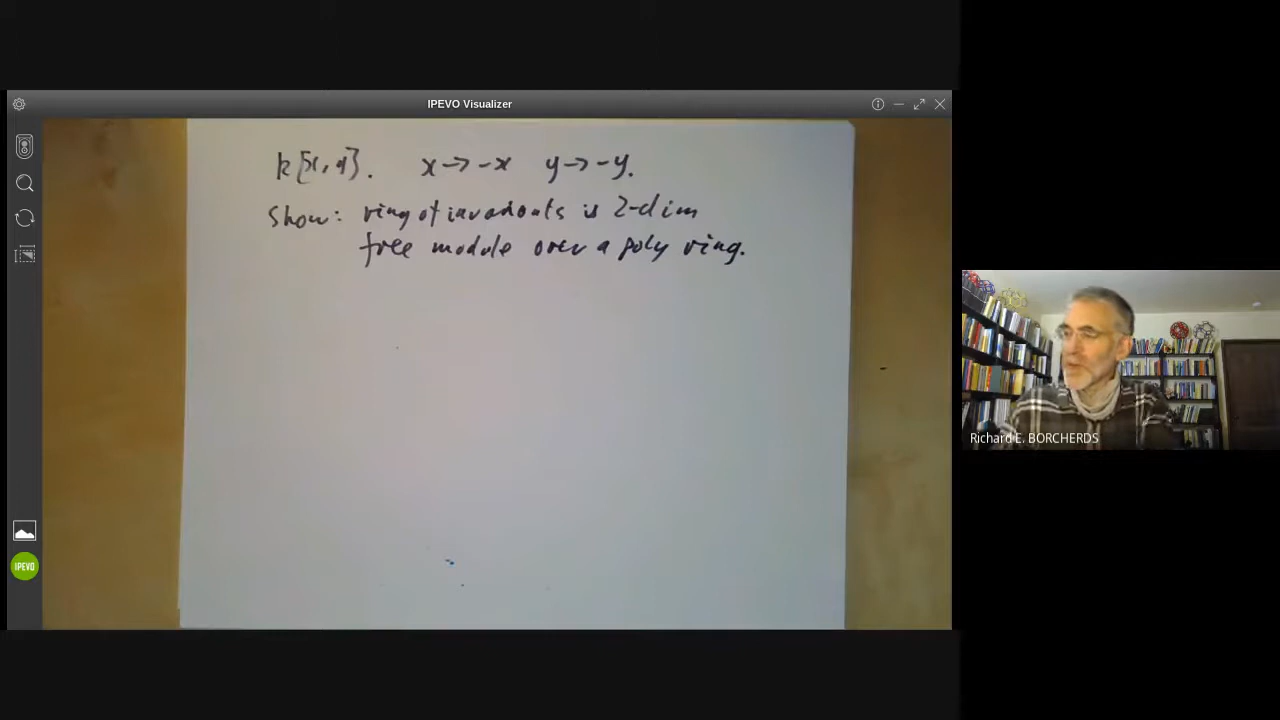 IPEVO Visualizer
k[x,y]. x→-x y→-y.
Show: ring of invariants is 2-dim
free module over a poly ring.
IPEVO
Richard E. BORCHERDS